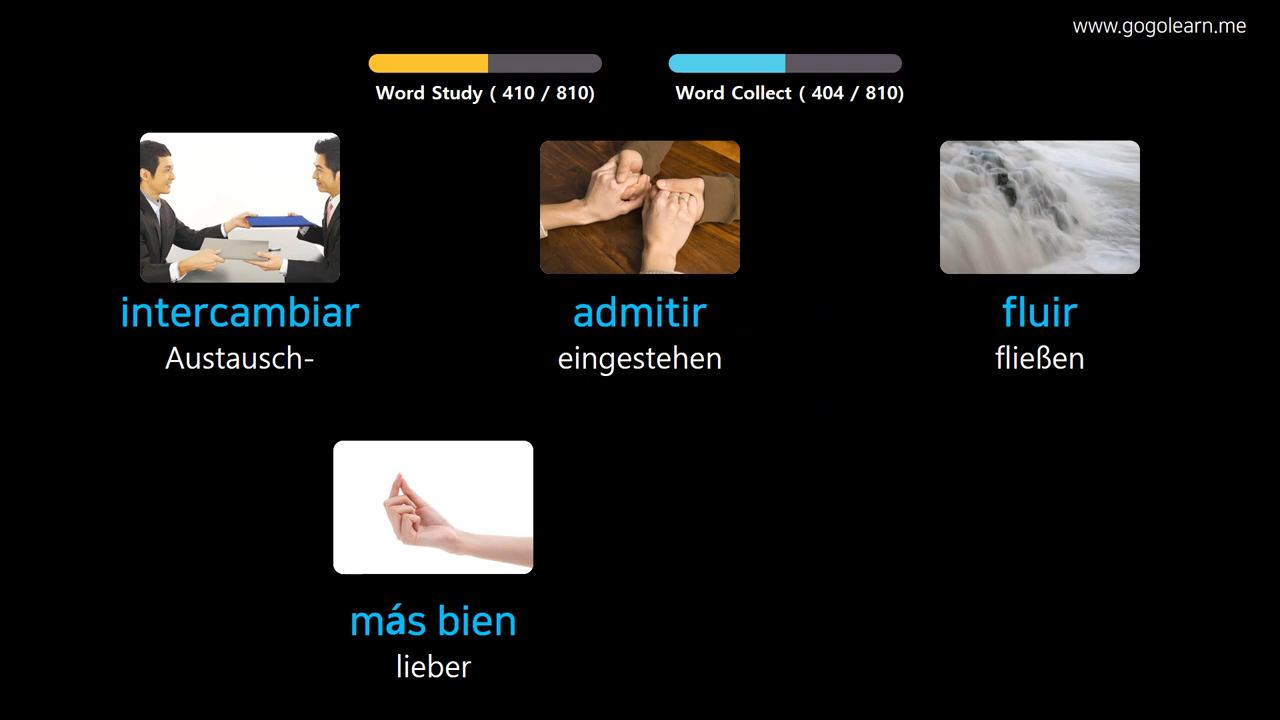 www.gogolearn.me
Word Study ( 410 / 810)
Word Collect ( 404 / 810)
intercambiar
Austausch-
admitir
eingestehen
fluir
fließen
más bien
lieber